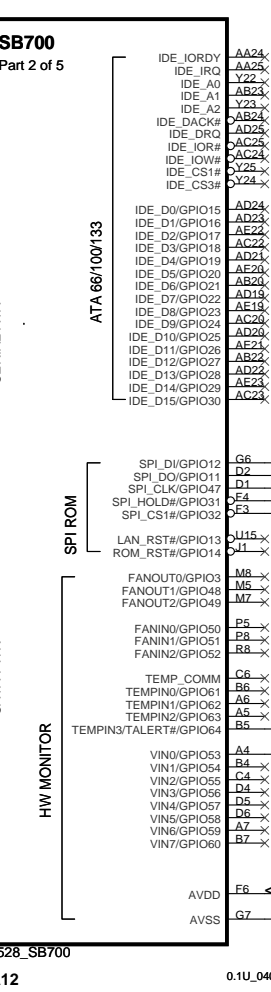 SB700
Part 2 of 5
IDE_IORDY AA24
IDE_IRQ AA25
IDE_A0 Y22
IDE_A1 AB23
IDE_A2 Y23
IDE_DACK# AB24
IDE_DRQ AD25
IDE_IOR# AC25
IDE_IOW# AC24
IDE_CS1# Y25
IDE_CS3# Y24
ATA 66/100/133
IDE_D0/GPIO15 AD24
IDE_D1/GPIO16 AD23
IDE_D2/GPIO17 AE22
IDE_D3/GPIO18 AC22
IDE_D4/GPIO19 AD21
IDE_D5/GPIO20 AE20
IDE_D6/GPIO21 AB20
IDE_D7/GPIO22 AD19
IDE_D8/GPIO23 AE19
IDE_D9/GPIO24 AC20
IDE_D10/GPIO25 AD20
IDE_D11/GPIO26 AE21
IDE_D12/GPIO27 AB22
IDE_D13/GPIO28 AD22
IDE_D14/GPIO29 AE23
IDE_D15/GPIO30 AC23
SPI ROM
SPI_DI/GPIO12 G6
SPI_DO/GPIO11 D2
SPI_CLK/GPIO47 D1
SPI_HOLD#/GPIO31 F4
SPI_CS1#/GPIO32 F3
LAN_RST#/GPIO13 U15
ROM_RST#/GPIO14 J1
HW MONITOR
FANOUT0/GPIO3 M8
FANOUT1/GPIO48 M5
FANOUT2/GPIO49 M7
FANIN0/GPIO50 P5
FANIN1/GPIO51 P8
FANIN2/GPIO52 R8
TEMP_COMM C6
TEMPIN0/GPIO61 B6
TEMPIN1/GPIO62 A6
TEMPIN2/GPIO63 A5
TEMPIN3/TALERT#/GPIO64 B5
VIN0/GPIO53 A4
VIN1/GPIO54 B4
VIN2/GPIO55 C4
VIN3/GPIO56 D4
VIN4/GPIO57 D5
VIN5/GPIO58 D6
VIN6/GPIO59 A7
VIN7/GPIO60 B7
AVDD F6
AVSS G7
528_SB700
A12
0.1U_040